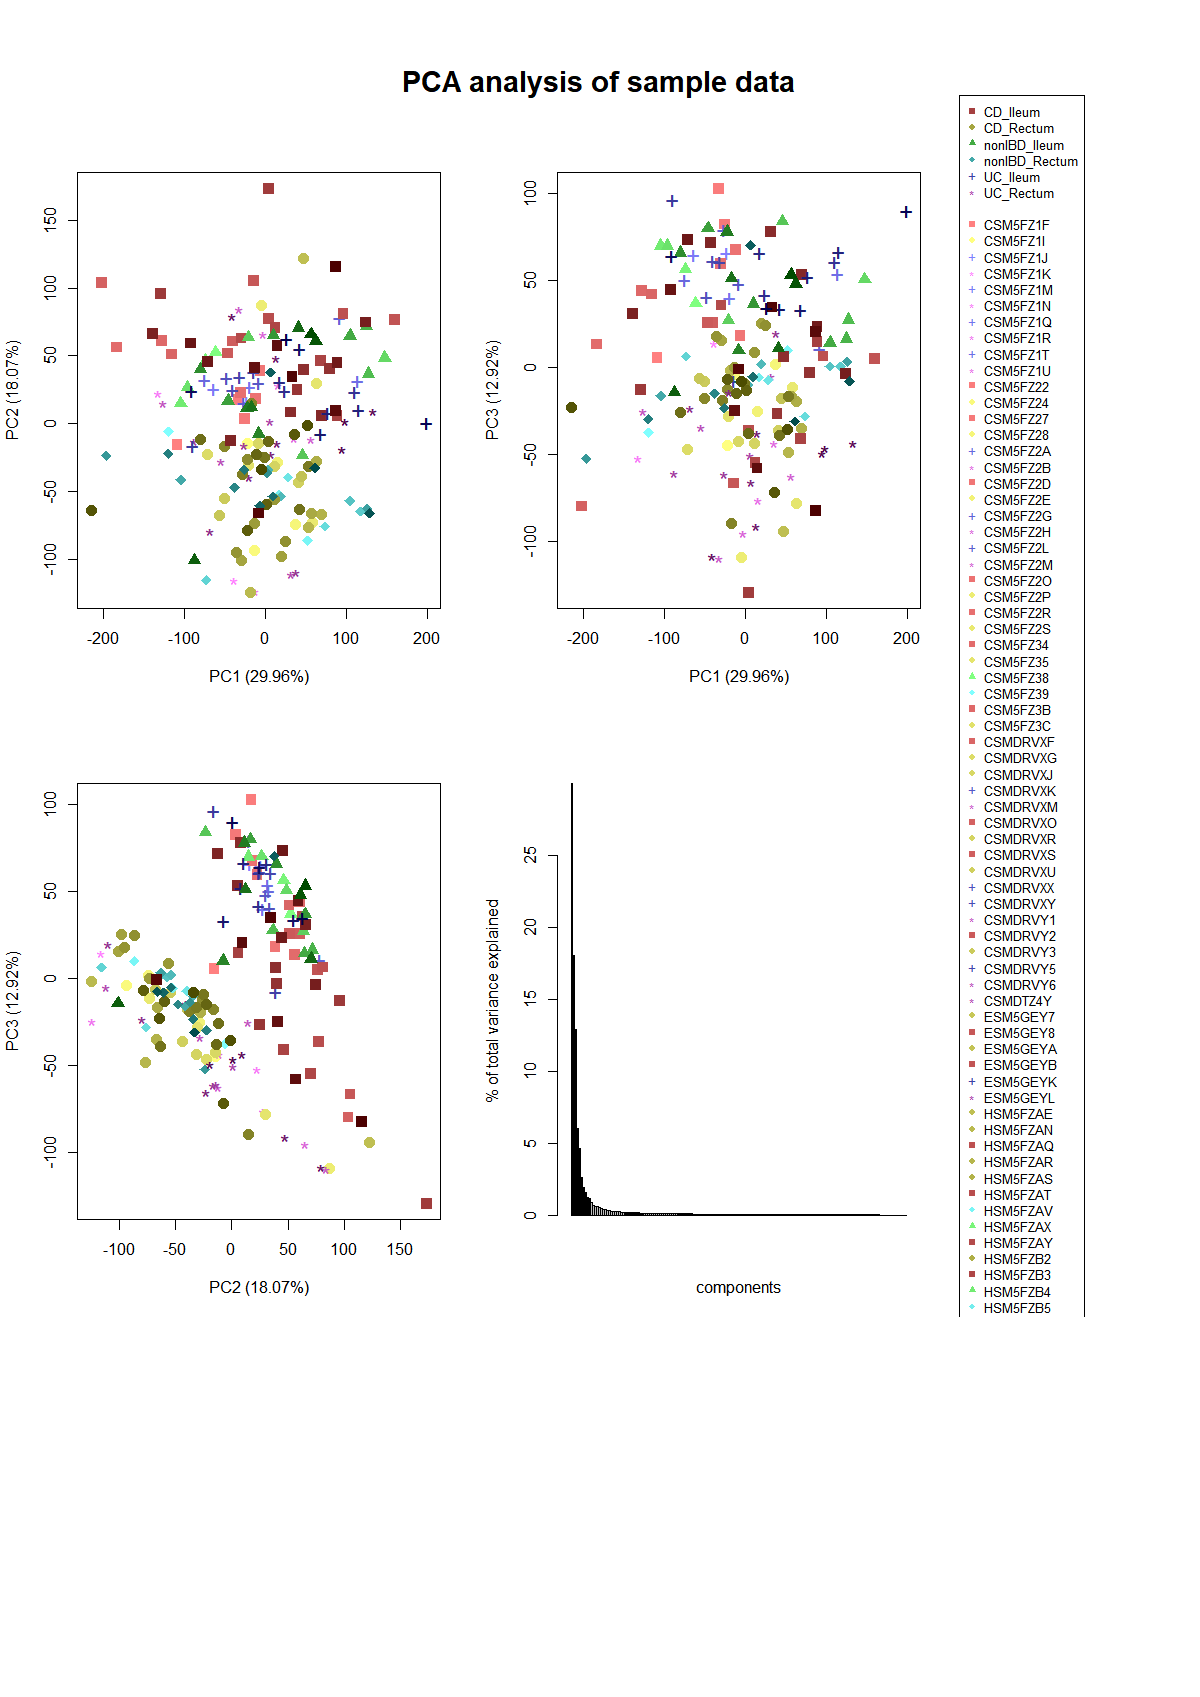 PCA analysis of sample data
PC2 (18.07%)
150
100
50
0
-50
-100
-200
-100
0
100
200
PC1 (29.96%)
PC3 (12.92%)
100
50
0
-50
-100
-200
-100
0
100
200
PC1 (29.96%)
PC3 (12.92%)
100
50
0
-50
-100
-100
-50
0
50
100
150
PC2 (18.07%)
% of total variance explained
25
20
15
10
5
0
components
CD_Ileum
CD_Rectum
nonIBD_Ileum
nonIBD_Rectum
UC_Ileum
UC_Rectum
CSM5FZ1F
CSM5FZ1I
CSM5FZ1J
CSM5FZ1K
CSM5FZ1M
CSM5FZ1N
CSM5FZ1Q
CSM5FZ1R
CSM5FZ1T
CSM5FZ1U
CSM5FZ22
CSM5FZ24
CSM5FZ27
CSM5FZ28
CSM5FZ2A
CSM5FZ2B
CSM5FZ2D
CSM5FZ2E
CSM5FZ2G
CSM5FZ2H
CSM5FZ2L
CSM5FZ2M
CSM5FZ2O
CSM5FZ2P
CSM5FZ2R
CSM5FZ2S
CSM5FZ34
CSM5FZ35
CSM5FZ38
CSM5FZ39
CSM5FZ3B
CSM5FZ3C
CSMDRVXF
CSMDRVXG
CSMDRVXJ
CSMDRVXK
CSMDRVXM
CSMDRVXO
CSMDRVXR
CSMDRVXS
CSMDRVXU
CSMDRVXX
CSMDRVXY
CSMDRVY1
CSMDRVY2
CSMDRVY3
CSMDRVY5
CSMDRVY6
CSMDTZ4Y
ESM5GEY7
ESM5GEY8
ESM5GEYA
ESM5GEYB
ESM5GEYK
ESM5GEYL
HSM5FZAE
HSM5FZAN
HSM5FZAQ
HSM5FZAR
HSM5FZAS
HSM5FZAT
HSM5FZAV
HSM5FZAX
HSM5FZAY
HSM5FZB2
HSM5FZB3
HSM5FZB4
HSM5FZB5